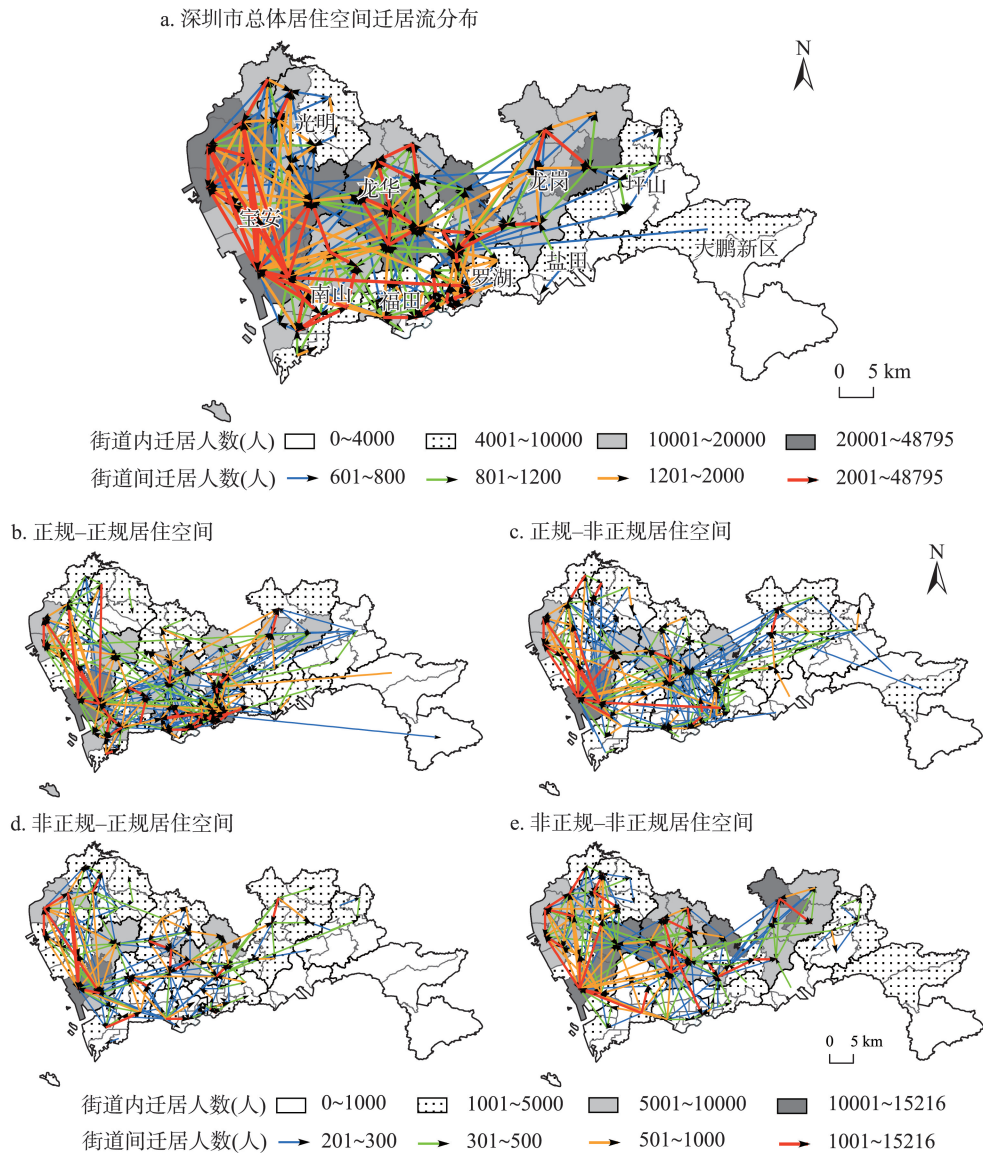 a. 深圳市总体居住空间迁居流分布
N
光明
龙华
龙岗
坪山
宝安
大鹏新区
盐田
罗湖
南山
福田
0 5 km
街道内迁居人数(人) 0~4000 4001~10000 10001~20000 20001~48795
街道间迁居人数(人) 601~800 801~1200 1201~2000 2001~48795
b. 正规–正规居住空间
c. 正规–非正规居住空间
N
d. 非正规–正规居住空间
e. 非正规–非正规居住空间
0 5 km
街道内迁居人数(人) 0~1000 1001~5000 5001~10000 10001~15216
街道间迁居人数(人) 201~300 301~500 501~1000 1001~15216